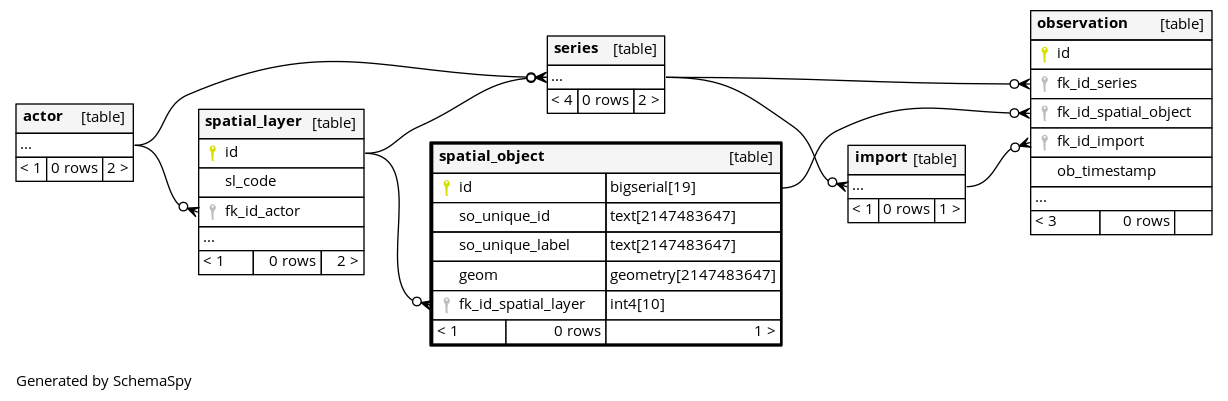 actor [table]
...
< 1 0 rows 2 >
spatial_layer [table]
id
sl_code
fk_id_actor
...
< 1 0 rows 2 >
series [table]
...
< 4 0 rows 2 >
spatial_object [table]
id bigserial[19]
so_unique_id text[2147483647]
so_unique_label text[2147483647]
geom geometry[2147483647]
fk_id_spatial_layer int4[10]
< 1 0 rows 1 >
import [table]
...
< 1 0 rows 1 >
observation [table]
id
fk_id_series
fk_id_spatial_object
fk_id_import
ob_timestamp
...
< 3 0 rows
Generated by SchemaSpy